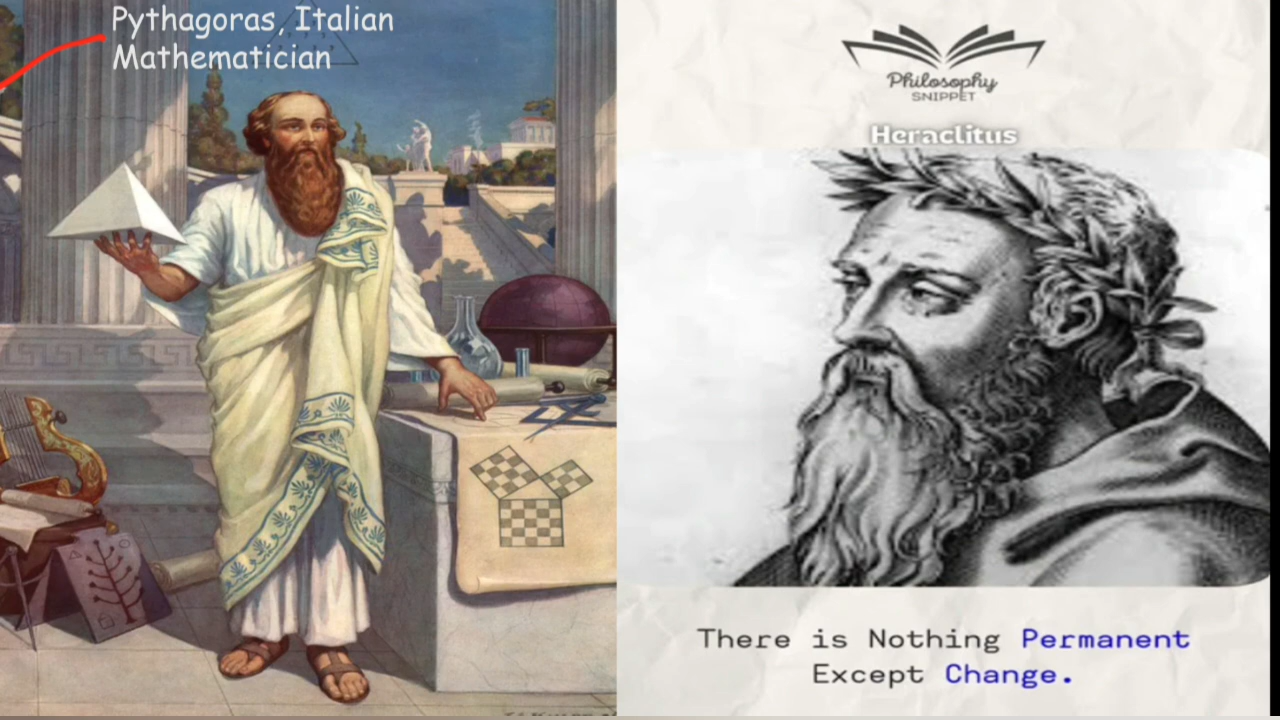 Pythagoras, Italian
Mathematician
Philosophy
SNIPPET
Heraclitus
There is Nothing Permanent
Except Change.